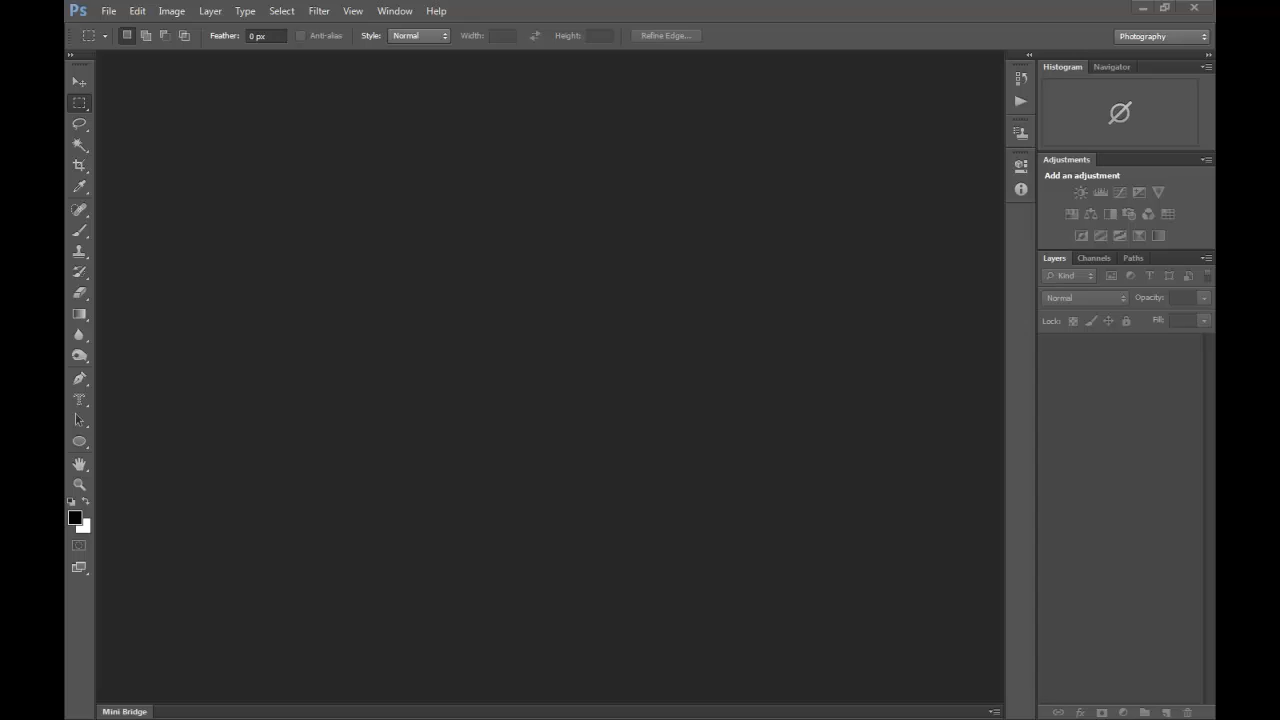 Ps File Edit Image Layer Type Select Filter View Window Help
Feather: 0 px Anti-alias Style: Normal Width: Height: Refine Edge... Photography
Histogram Navigator
Adjustments
Add an adjustment
Layers Channels Paths
Kind
Normal Opacity:
Lock: Fill:
Mini Bridge